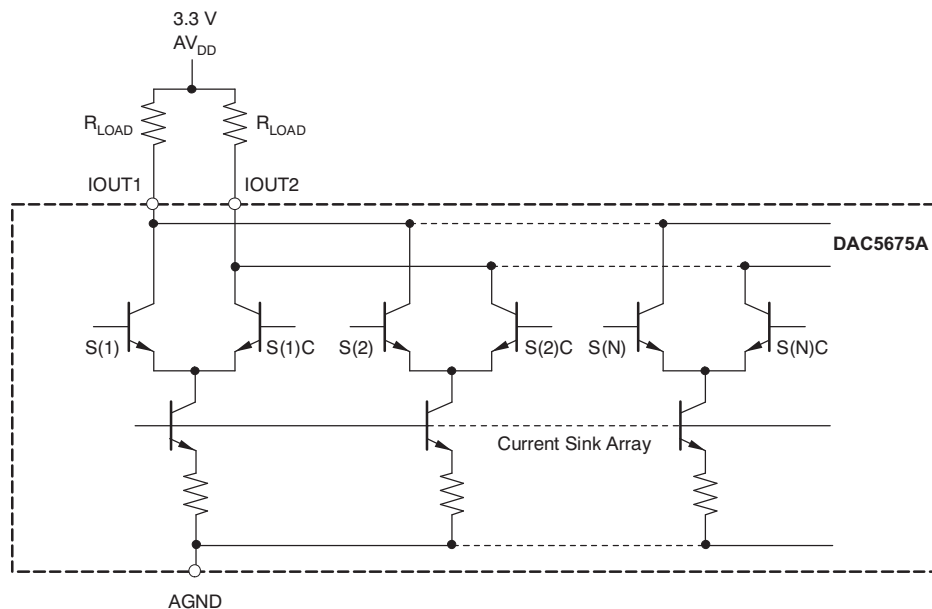 3.3 V
AV_DD
R_LOAD
R_LOAD
IOUT1
IOUT2
DAC5675A
S(1)
S(1)C
S(2)
S(2)C
S(N)
S(N)C
Current Sink Array
AGND